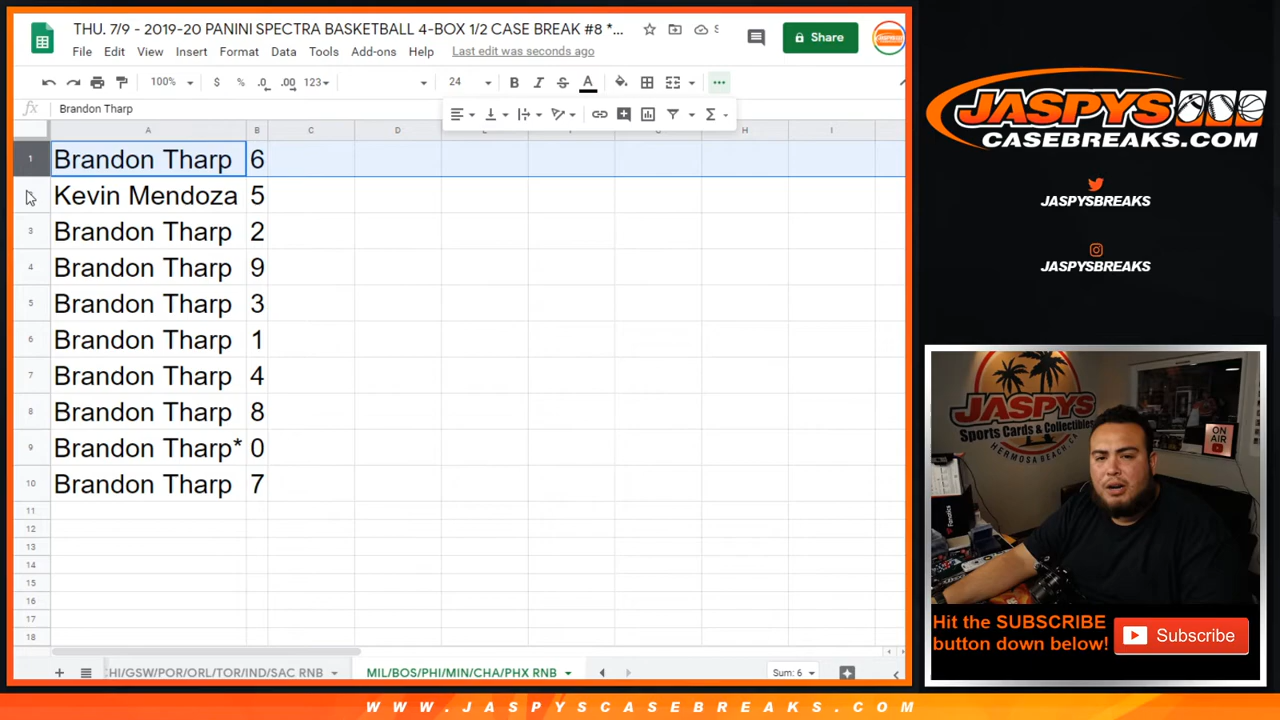 THU. 7/9 - 2019-20 PANINI SPECTRA BASKETBALL 4-BOX 1/2 CASE BREAK #8 *...
File Edit View Insert Format Data Tools Add-ons Help Last edit was seconds ago
Share
100% $ % .0 .00 123 24 B I S A
fx Brandon Tharp
A B C D H I
1 Brandon Tharp 6
Kevin Mendoza 5
3 Brandon Tharp 2
4 Brandon Tharp 9
5 Brandon Tharp 3
6 Brandon Tharp 1
7 Brandon Tharp 4
8 Brandon Tharp 8
9 Brandon Tharp* 0
10 Brandon Tharp 7
11
12
13
14
15
16
17
18
CHI/GSW/POR/ORL/TOR/IND/SAC RNB MIL/BOS/PHI/MIN/CHA/PHX RNB Sum: 6
JASPYS
CASEBREAKS.COM
JASPYSBREAKS
JASPYSBREAKS
JASPYS
Sports Cards & Collectibles
HERMOSA BEACH, CA
ON AIR
Fanatics
Hit the SUBSCRIBE
button down below!
Subscribe
WWW.JASPYSCASEBREAKS.COM